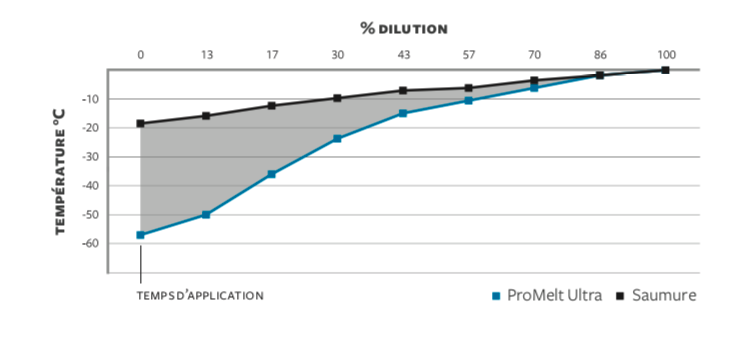 % DILUTION
0 13 17 30 43 57 70 86 100
TEMPÉRATURE °C
-10
-20
-30
-40
-50
-60
TEMPS D'APPLICATION
ProMelt Ultra Saumure